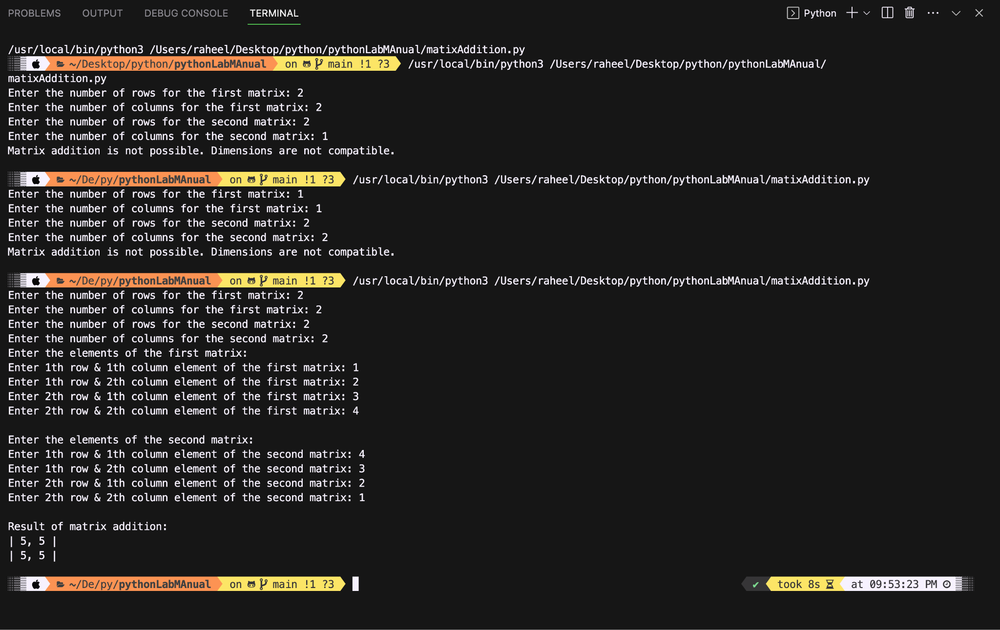 PROBLEMS OUTPUT DEBUG CONSOLE TERMINAL Python
/usr/local/bin/python3 /Users/raheel/Desktop/python/pythonLabMAnual/matixAddition.py
~/Desktop/python/pythonLabMAnual on main !1 ?3 /usr/local/bin/python3 /Users/raheel/Desktop/python/pythonLabMAnual/
matixAddition.py
Enter the number of rows for the first matrix: 2
Enter the number of columns for the first matrix: 2
Enter the number of rows for the second matrix: 2
Enter the number of columns for the second matrix: 1
Matrix addition is not possible. Dimensions are not compatible.
~/De/py/pythonLabMAnual on main !1 ?3 /usr/local/bin/python3 /Users/raheel/Desktop/python/pythonLabMAnual/matixAddition.py
Enter the number of rows for the first matrix: 1
Enter the number of columns for the first matrix: 1
Enter the number of rows for the second matrix: 2
Enter the number of columns for the second matrix: 2
Matrix addition is not possible. Dimensions are not compatible.
~/De/py/pythonLabMAnual on main !1 ?3 /usr/local/bin/python3 /Users/raheel/Desktop/python/pythonLabMAnual/matixAddition.py
Enter the number of rows for the first matrix: 2
Enter the number of columns for the first matrix: 2
Enter the number of rows for the second matrix: 2
Enter the number of columns for the second matrix: 2
Enter the elements of the first matrix:
Enter 1th row & 1th column element of the first matrix: 1
Enter 1th row & 2th column element of the first matrix: 2
Enter 2th row & 1th column element of the first matrix: 3
Enter 2th row & 2th column element of the first matrix: 4
Enter the elements of the second matrix:
Enter 1th row & 1th column element of the second matrix: 4
Enter 1th row & 2th column element of the second matrix: 3
Enter 2th row & 1th column element of the second matrix: 2
Enter 2th row & 2th column element of the second matrix: 1
Result of matrix addition:
| 5, 5 |
| 5, 5 |
~/De/py/pythonLabMAnual on main !1 ?3 ✔ took 8s at 09:53:23 PM